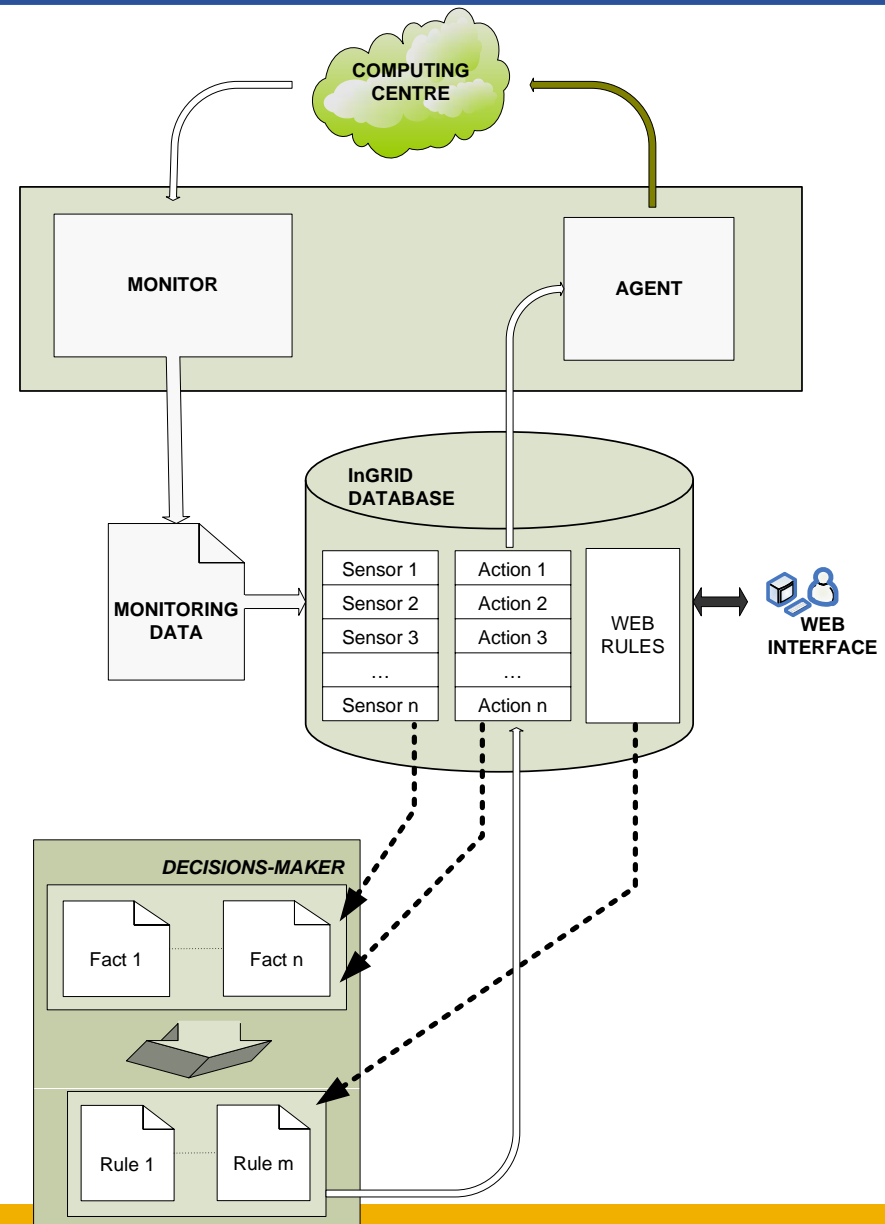 COMPUTING
CENTRE
MONITOR
AGENT
InGRID
DATABASE
MONITORING
DATA
Sensor 1
Sensor 2
Sensor 3
…
Sensor n
Action 1
Action 2
Action 3
…
Action n
WEB
RULES
WEB
INTERFACE
DECISIONS-MAKER
Fact 1
Fact n
Rule 1
Rule m